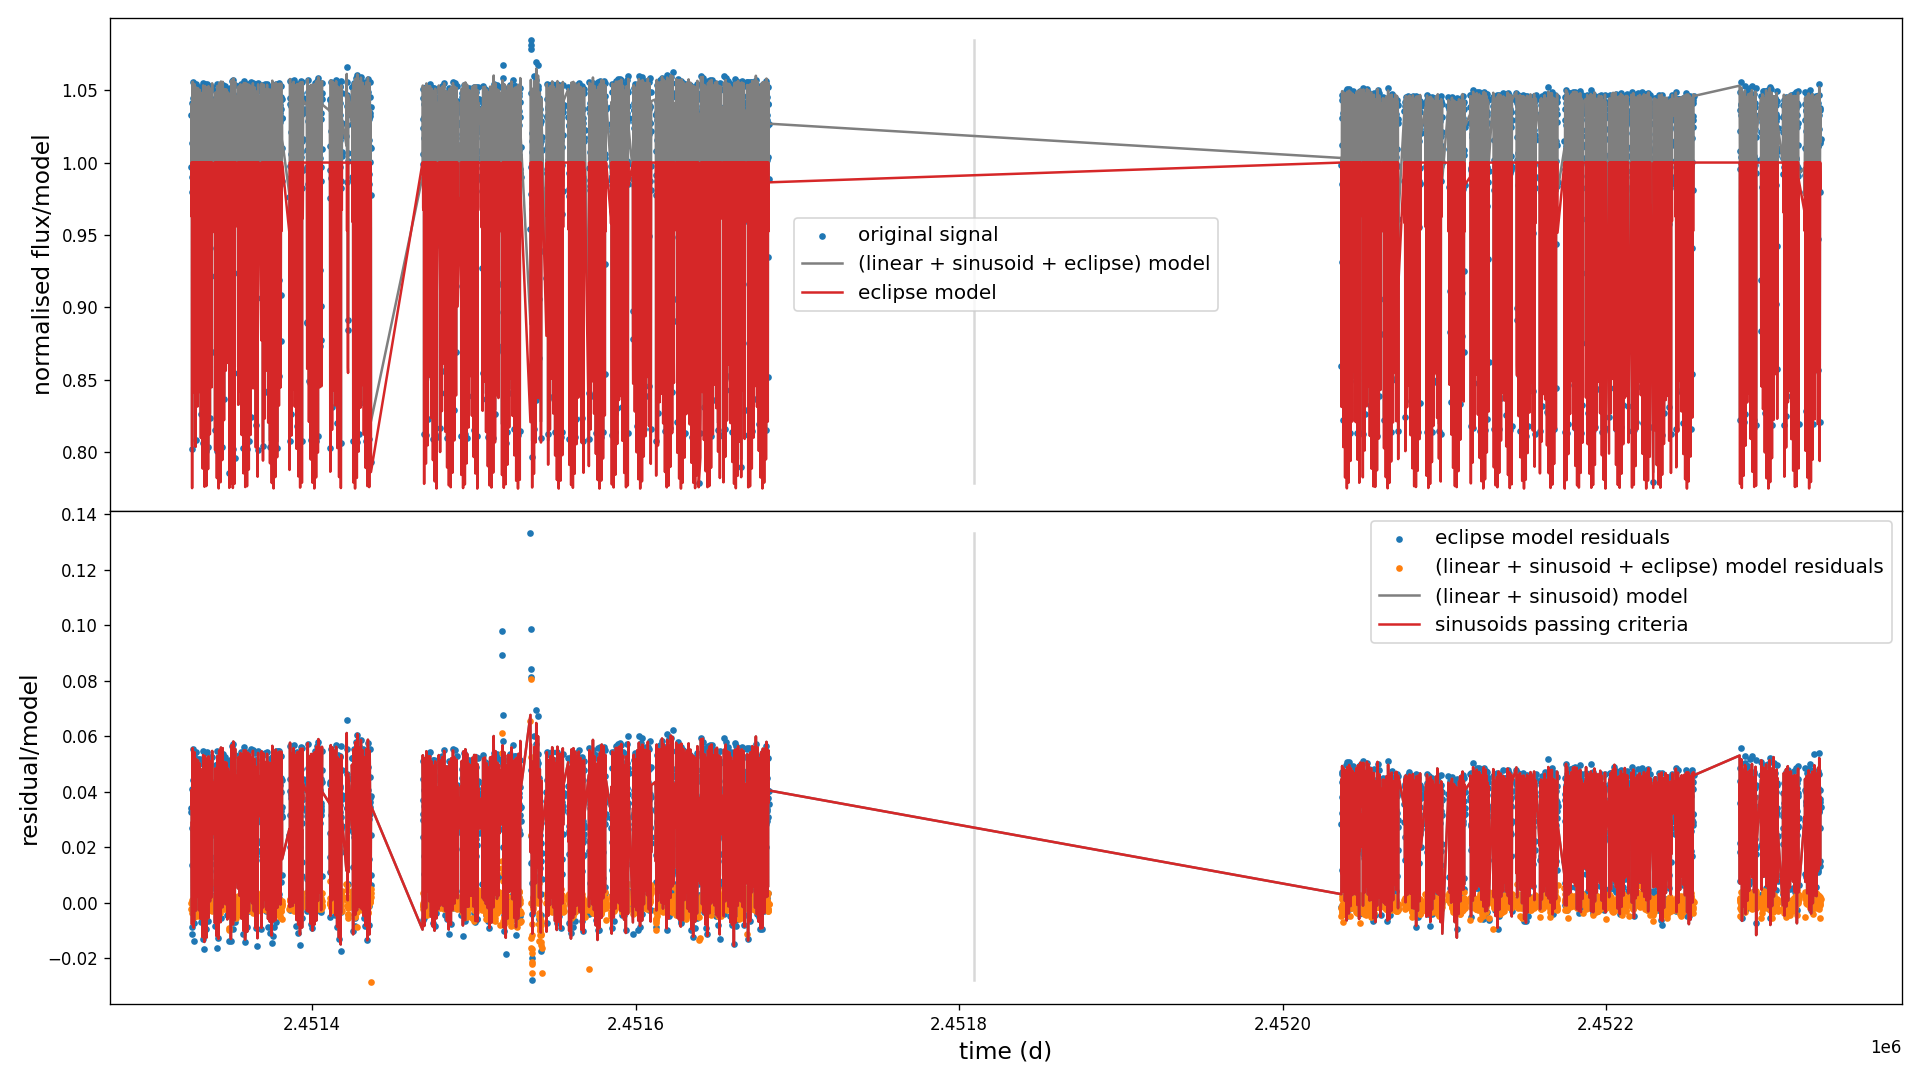 normalised flux/model
1.05
1.00
0.95
0.90
0.85
0.80
original signal
(linear + sinusoid + eclipse) model
eclipse model
residual/model
0.14
0.12
0.10
0.08
0.06
0.04
0.02
0.00
−0.02
eclipse model residuals
(linear + sinusoid + eclipse) model residuals
(linear + sinusoid) model
sinusoids passing criteria
2.4514 2.4516 2.4518 2.4520 2.4522
1e6
time (d)